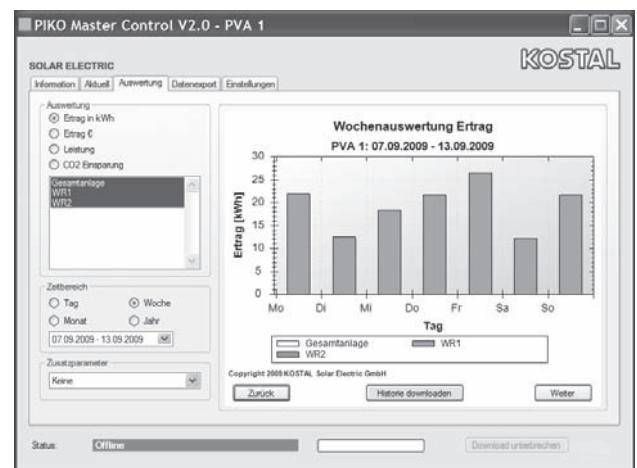 PIKO Master Control V2.0 - PVA 1
SOLAR ELECTRIC
KOSTAL
Information Aktuell Auswertung Datenexport Einstellungen
Auswertung
Ertrag in kWh
Ertrag €
Leistung
CO2 Einsparung
Gesamtanlage
WR1
WR2
Zeitbereich
Tag Woche
Monat Jahr
07.09.2009 - 13.09.2009
Zusatzparameter
Keine
Wochenauswertung Ertrag
PVA 1: 07.09.2009 - 13.09.2009
Ertrag [kWh]
30
25
20
15
10
5
0
Mo Di Mi Do Fr Sa So
Tag
Gesamtanlage WR1
WR2
Copyright 2009 KOSTAL Solar Electric GmbH
Zurück Historie downloaden Weiter
Status: Offline Download unterbrechen